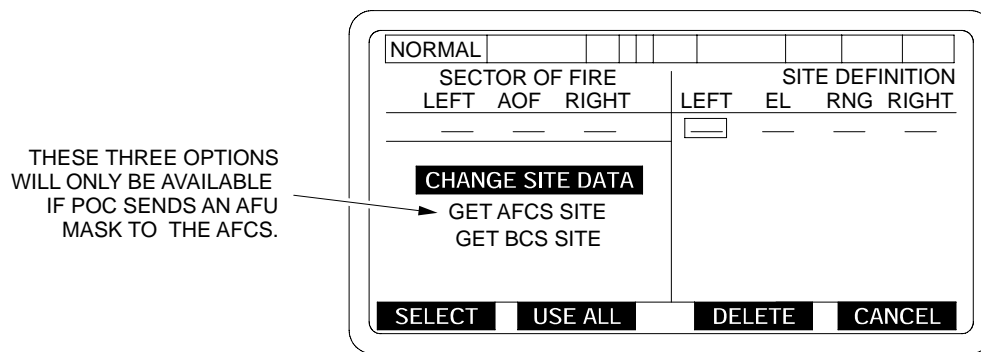 NORMAL
SECTOR OF FIRE
LEFT AOF RIGHT
SITE DEFINITION
LEFT EL RNG RIGHT
THESE THREE OPTIONS
WILL ONLY BE AVAILABLE
IF POC SENDS AN AFU
MASK TO THE AFCS.
CHANGE SITE DATA
GET AFCS SITE
GET BCS SITE
SELECT USE ALL DELETE CANCEL